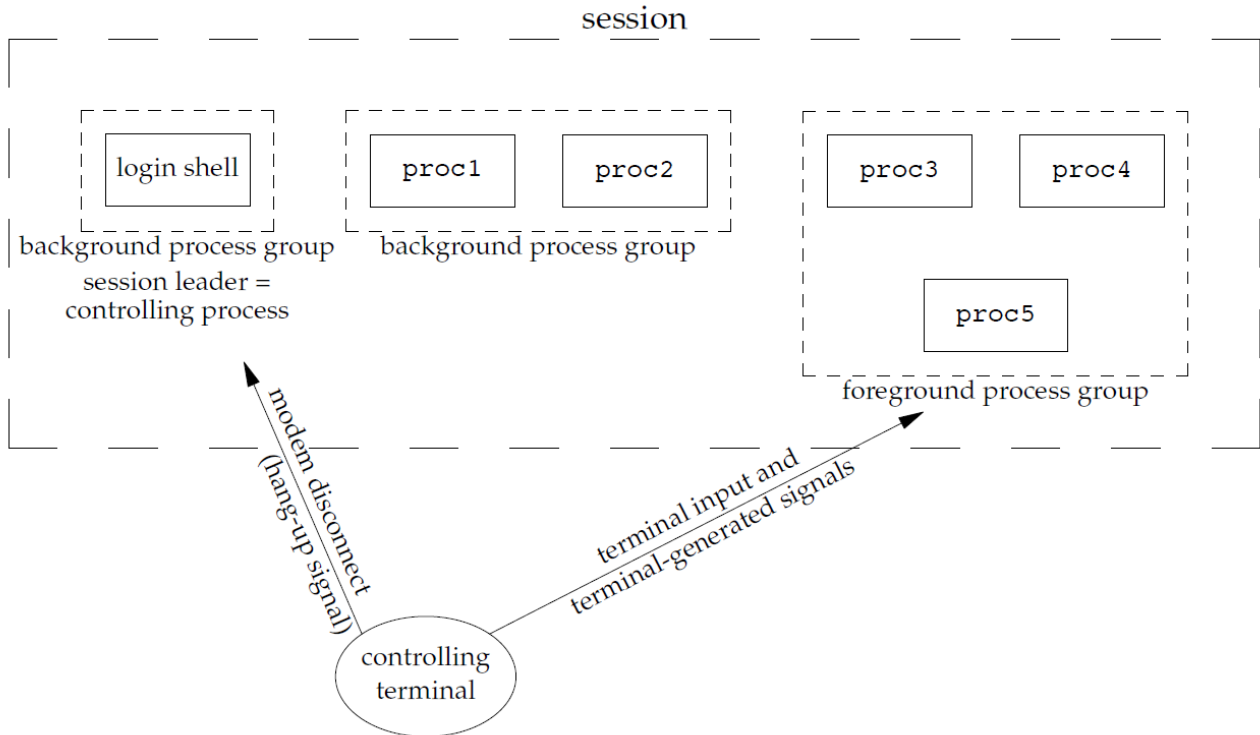 session
login shell
proc1
proc2
proc3
proc4
background process group
session leader =
controlling process
background process group
proc5
foreground process group
modem disconnect
(hang-up signal)
terminal input and
terminal-generated signals
controlling
terminal